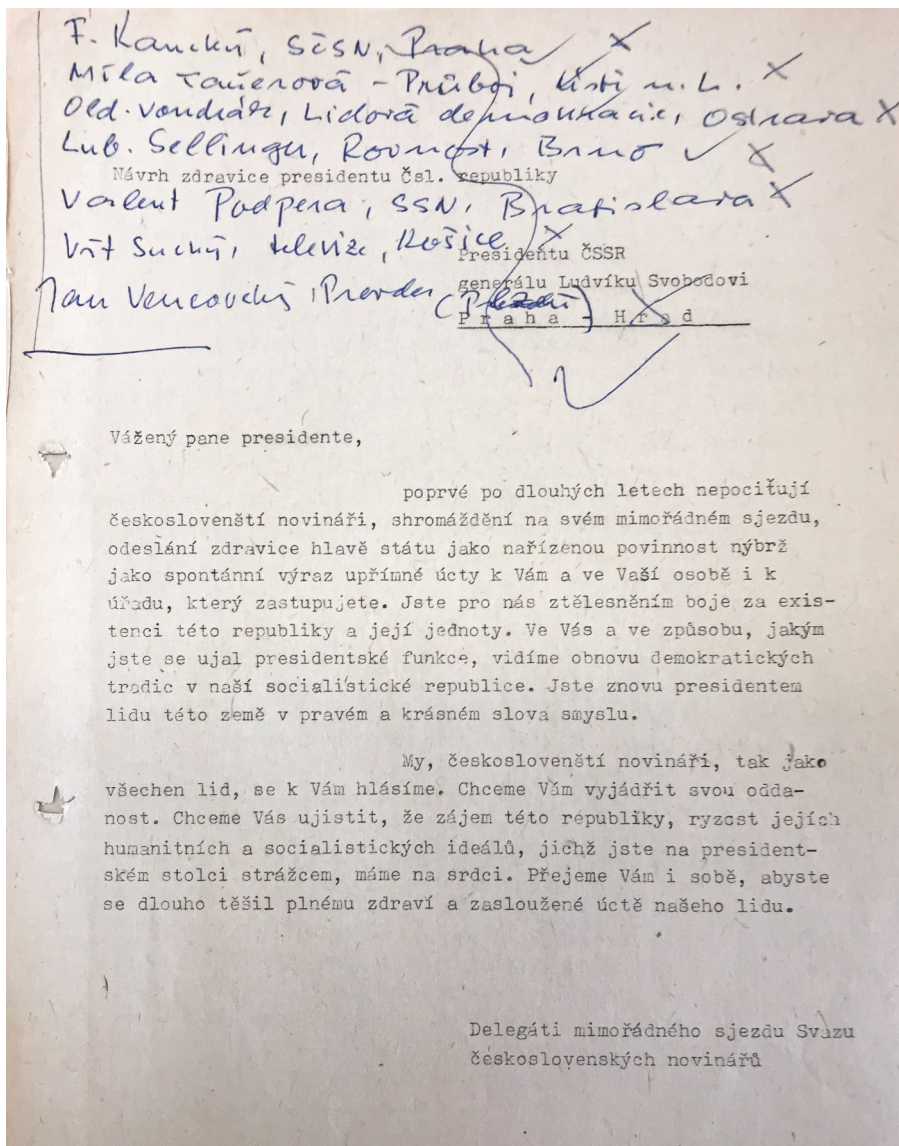 F. Kancký, SČSN, Praha
Míla Taüerová - Průboj, Ústí n. L.
Old. Vondrák, Lidová demokracie, Ostrava
Lub. Sellinger, Rovnost, Brno
Návrh zdravice presidentu Čsl. republiky
Valent Podpera, SSN, Bratislava
Vít Suchý, televize, Košice
Presidentu ČSSR
generálu Ludvíku Svobodovi
Jan Vencovský, Pravda
P r a h a - H r a d
Vážený pane presidente,
poprvé po dlouhých letech nepociťují
českoslovenští novináři, shromáždění na svém mimořádném sjezdu,
odeslání zdravice hlavě státu jako nařízenou povinnost nýbrž
jako spontánní výraz upřímné úcty k Vám a ve Vaší osobě i k
úřadu, který zastupujete. Jste pro nás ztělesněním boje za exis-
tenci této republiky a její jednoty. Ve Vás a ve způsobu, jakým
jste se ujal presidentské funkce, vidíme obnovu demokratických
tradic v naší socialistické republice. Jste znovu presidentem
lidu této země v pravém a krásném slova smyslu.
My, českoslovenští novináři, tak jako
všechen lid, se k Vám hlásíme. Chceme Vám vyjádřit svou odda-
nost. Chceme Vás ujistit, že zájem této republiky, ryzost jejích
humanitních a socialistických ideálů, jichž jste na president-
ském stolci strážcem, máme na srdci. Přejeme Vám i sobě, abyste
se dlouho těšil plnému zdraví a zasloužené úctě našeho lidu.
Delegáti mimořádného sjezdu Svazu
československých novinářů